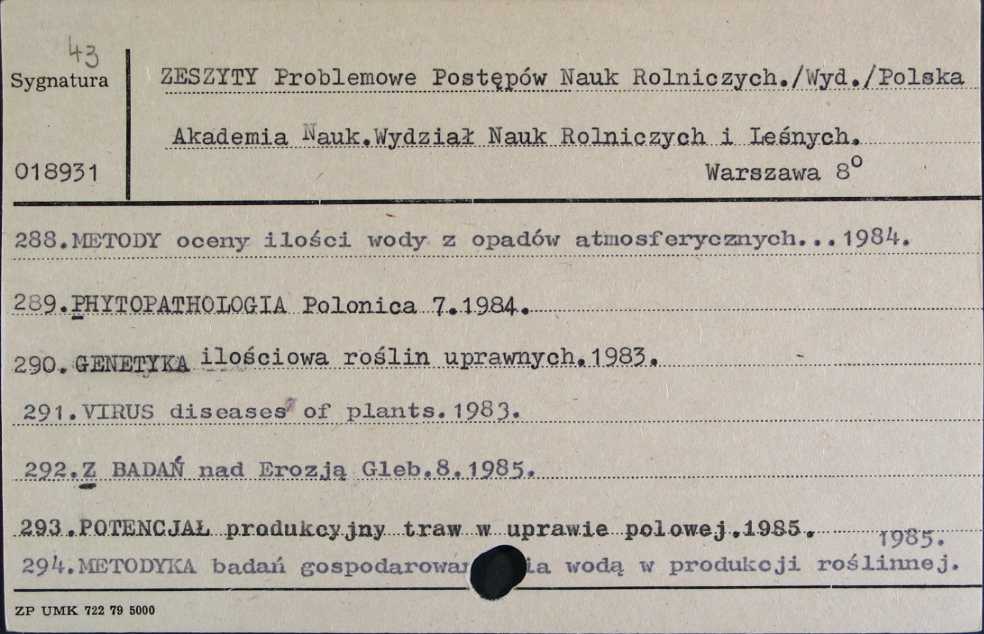 43
Sygnatura
ZESZYTY Problemowe Postępów Nauk Rolniczych./Wyd./Polska
Akademia Nauk.Wydział Nauk Rolniczych i Leśnych.
018931
Warszawa 8°
288.METODY oceny ilości wody z opadów atmosferycznych...1984.
289.PHYTOPATHOLOGIA Polonica 7.1984.
290.GENETYKA ilościowa roślin uprawnych.1983.
291.VIRUS diseases of plants.1983.
292.Z BADAŃ nad Erozją Gleb.8.1985.
293.POTENCJAŁ produkcyjny traw w uprawie polowej.1985.
1985.
294.METODYKA badań wodą w produkcji roślinnej.
ZP UMK 722 79 5000